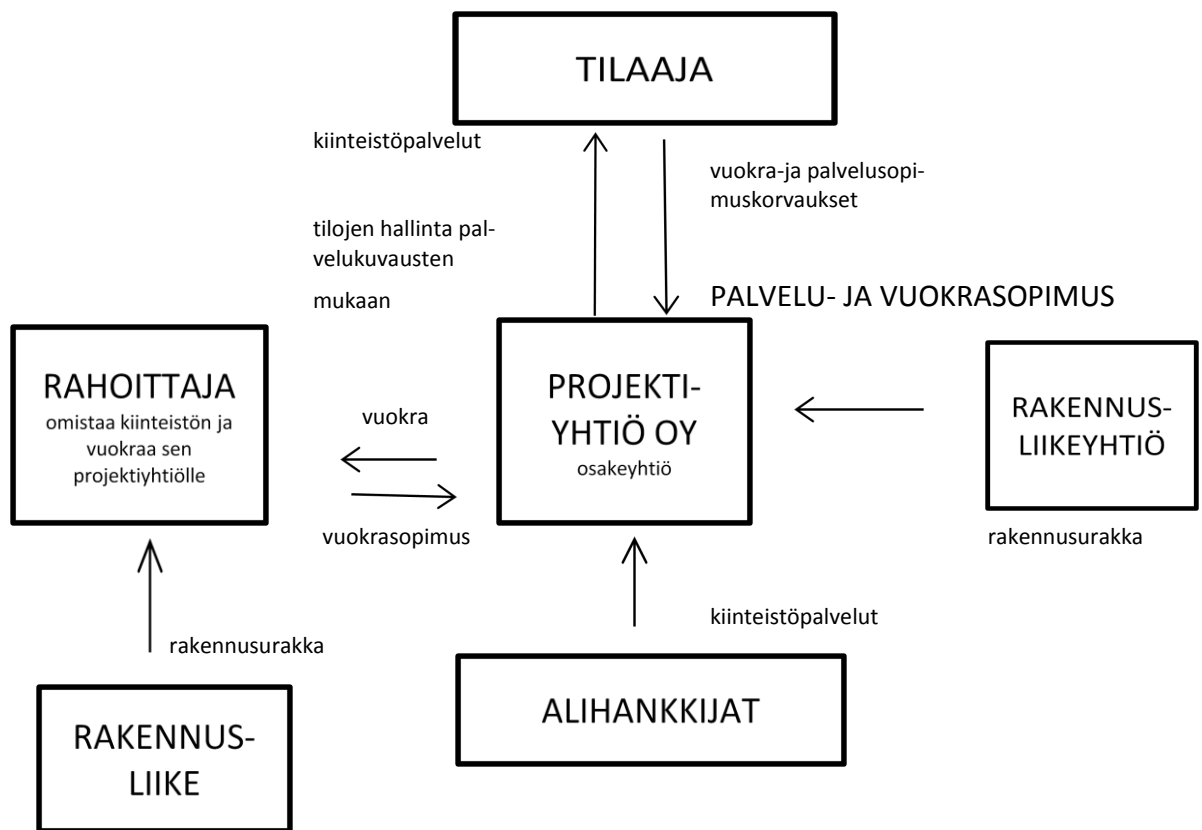 TILAAJA
kiinteistöpalvelut
vuokra-ja palvelusopi-
muskorvaukset
tilojen hallinta pal-
velukuvausten
mukaan
PALVELU- JA VUOKRASOPIMUS
RAHOITTAJA
omistaa kiinteistön ja
vuokraa sen
projektiyhtiölle
vuokra
vuokrasopimus
PROJEKTI-
YHTIÖ OY
osakeyhtiö
RAKENNUS-
LIIKEYHTIÖ
rakennusurakka
kiinteistöpalvelut
rakennusurakka
RAKENNUS-
LIIKE
ALIHANKKIJAT